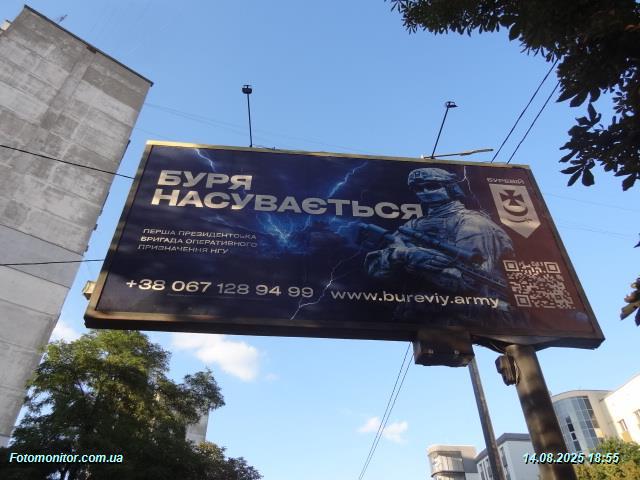 БУРЯ
НАСУВАЄТЬСЯ
ПЕРША ПРЕЗИДЕНТСЬКА
БРИГАДА ОПЕРАТИВНОГО
ПРИЗНАЧЕННЯ НГУ
+38 067 128 94 99 www.bureviy.army
БУРЕВІЙ
Fotomonitor.com.ua
14.08.2025 18:55